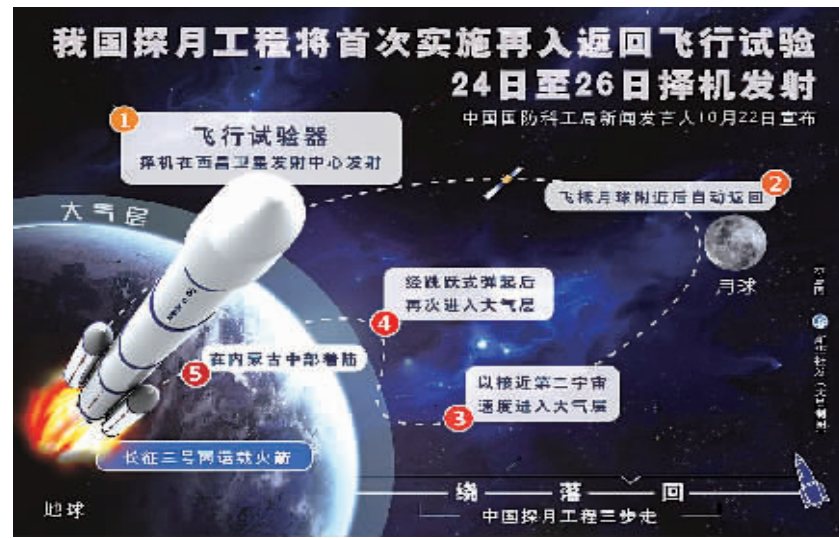 我国探月工程将首次实施再入返回飞行试验
24日至26日择机发射
中国国防科工局新闻发言人10月22日宣布
1
飞行试验器
择机在西昌卫星发射中心发射
2
飞抵月球附近后自动返回
大气层
月球
经跳跃式弹起后
再次进入大气层
4
5
在内蒙古中部着陆
以接近第二宇宙
速度进入大气层
3
长征三号丙运载火箭
地球
绕
落
回
中国探月工程三步走